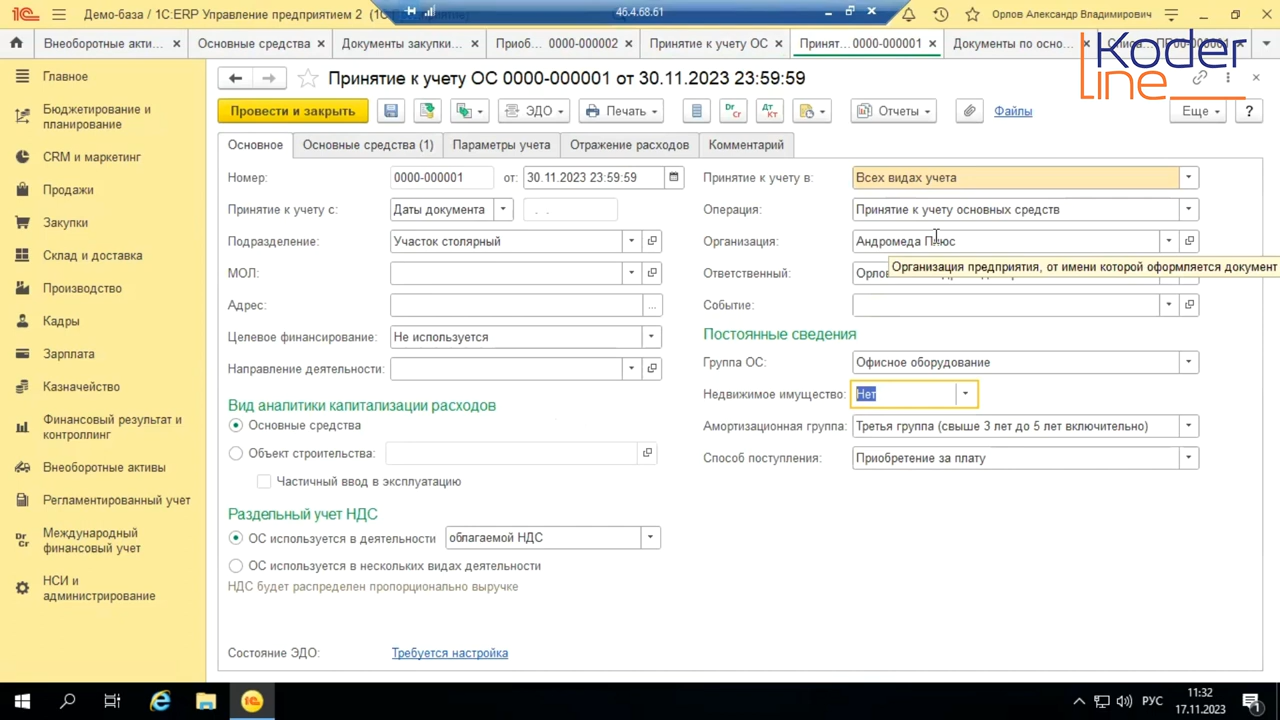 Демо-база / 1С:ERP Управление предприятием 2 (1С
46.4.68.61
Орлов Александр Владимирович
Внеоборотные акти...
Основные средства
Документы закупки...
Приоб... 0000-000002
Принятие к учету ОС
Принят... 0000-000001
Документы по осно...
Koder
line
Главное
Бюджетирование и
планирование
CRM и маркетинг
Продажи
Закупки
Склад и доставка
Производство
Кадры
Зарплата
Казначейство
Финансовый результат и
контроллинг
Внеоборотные активы
Регламентированный учет
Международный
финансовый учет
НСИ и
администрирование
Принятие к учету ОС 0000-000001 от 30.11.2023 23:59:59
Провести и закрыть
ЭДО
Печать
Dr
Cr
Дт
Кт
Отчеты
Файлы
Еще
?
Основное
Основные средства (1)
Параметры учета
Отражение расходов
Комментарий
Номер: 0000-000001 от: 30.11.2023 23:59:59
Принятие к учету с: Даты документа . .
Подразделение: Участок столярный
МОЛ:
Адрес:
Целевое финансирование: Не используется
Направление деятельности:
Вид аналитики капитализации расходов
Основные средства
Объект строительства:
Частичный ввод в эксплуатацию
Раздельный учет НДС
ОС используется в деятельности облагаемой НДС
ОС используется в нескольких видах деятельности
НДС будет распределен пропорционально выручке
Состояние ЭДО: Требуется настройка
Принятие к учету в: Всех видах учета
Операция: Принятие к учету основных средств
Организация: Андромеда Плюс
Организация предприятия, от имени которой оформляется документ
Ответственный:
Событие:
Постоянные сведения
Группа ОС: Офисное оборудование
Недвижимое имущество: Нет
Амортизационная группа: Третья группа (свыше 3 лет до 5 лет включительно)
Способ поступления: Приобретение за плату
РУС
11:32
17.11.2023